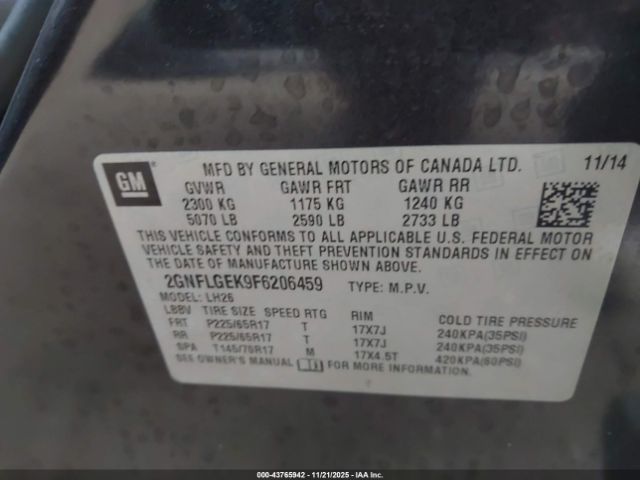 GM
MFD BY GENERAL MOTORS OF CANADA LTD. 11/14
GVWR GAWR FRT GAWR RR
2300 KG 1175 KG 1240 KG
5070 LB 2590 LB 2733 LB
THIS VEHICLE CONFORMS TO ALL APPLICABLE U.S. FEDERAL MOTOR
VEHICLE SAFETY AND THEFT PREVENTION STANDARDS IN EFFECT ON
THE DATE OF MANUFACTURE SHOWN ABOVE.
2GNFLGEK9F6206459 TYPE: M.P.V.
MODEL: LH26
LBBV TIRE SIZE SPEED RTG RIM COLD TIRE PRESSURE
FRT P225/65R17 T 17X7J 240KPA(35PSI)
RR P225/65R17 T 17X7J 240KPA(35PSI)
SPA T145/70R17 M 17X4.5T 420KPA(60PSI)
SEE OWNER'S MANUAL FOR MORE INFORMATION.
000-43765942 - 11/21/2025 - IAAI.com